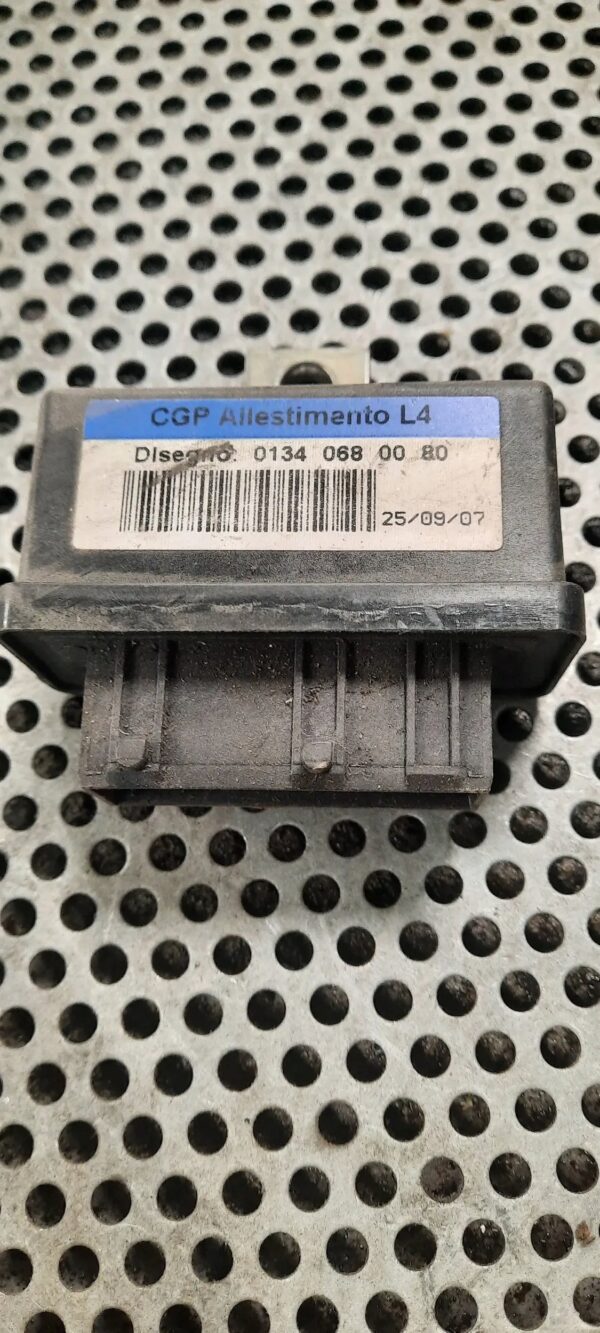 CGP Allestimento L4
Disegno: 0134 068 00 80
25/09/07